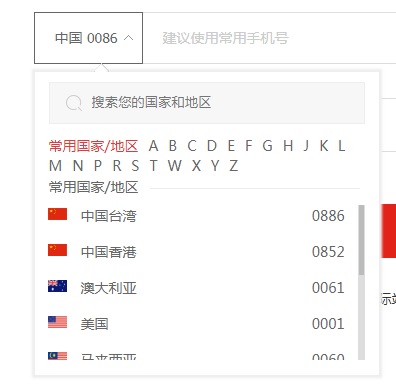 中国 0086 建议使用常用手机号
搜索您的国家和地区
常用国家/地区 A B C D E F G H J K L
M N P R S T W X Y Z
常用国家/地区
中国台湾 0886
中国香港 0852
澳大利亚 0061
美国 0001
马来西亚 0060